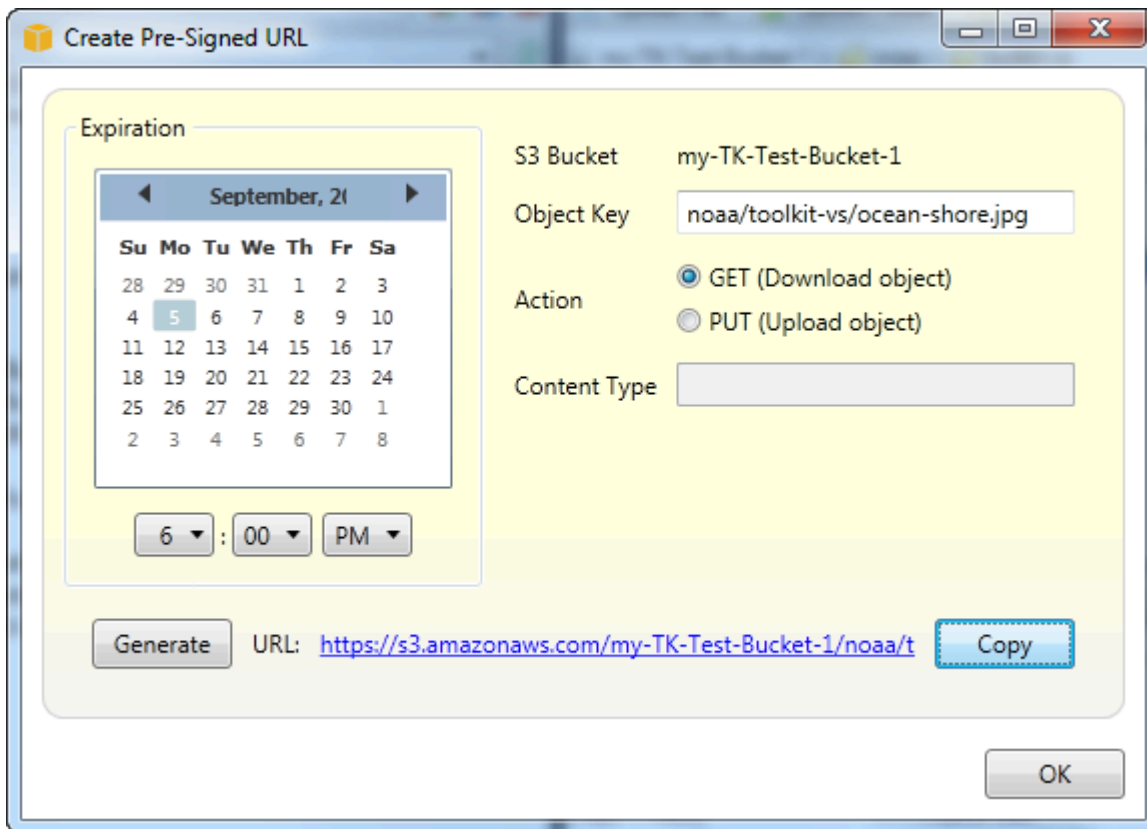 Create Pre-Signed URL
Expiration
September, 20
Su Mo Tu We Th Fr Sa
28 29 30 31 1 2 3
4 5 6 7 8 9 10
11 12 13 14 15 16 17
18 19 20 21 22 23 24
25 26 27 28 29 30 1
2 3 4 5 6 7 8
6 : 00 PM
S3 Bucket my-TK-Test-Bucket-1
Object Key noaa/toolkit-vs/ocean-shore.jpg
Action
GET (Download object)
PUT (Upload object)
Content Type
Generate URL: https://s3.amazonaws.com/my-TK-Test-Bucket-1/noaa/t Copy
OK